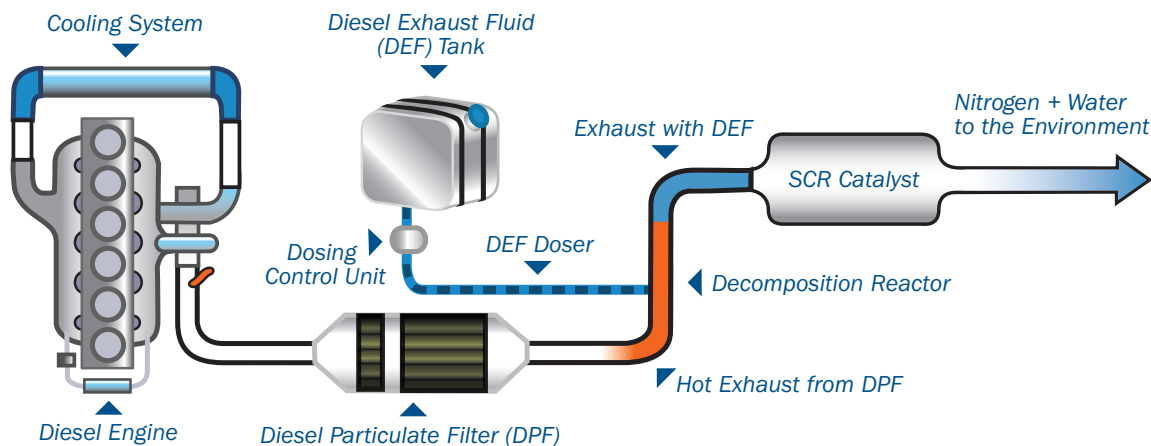 Cooling System
Diesel Exhaust Fluid
(DEF) Tank
Nitrogen + Water
to the Environment
Exhaust with DEF
SCR Catalyst
Dosing
Control Unit
DEF Doser
Decomposition Reactor
Hot Exhaust from DPF
Diesel Engine
Diesel Particulate Filter (DPF)